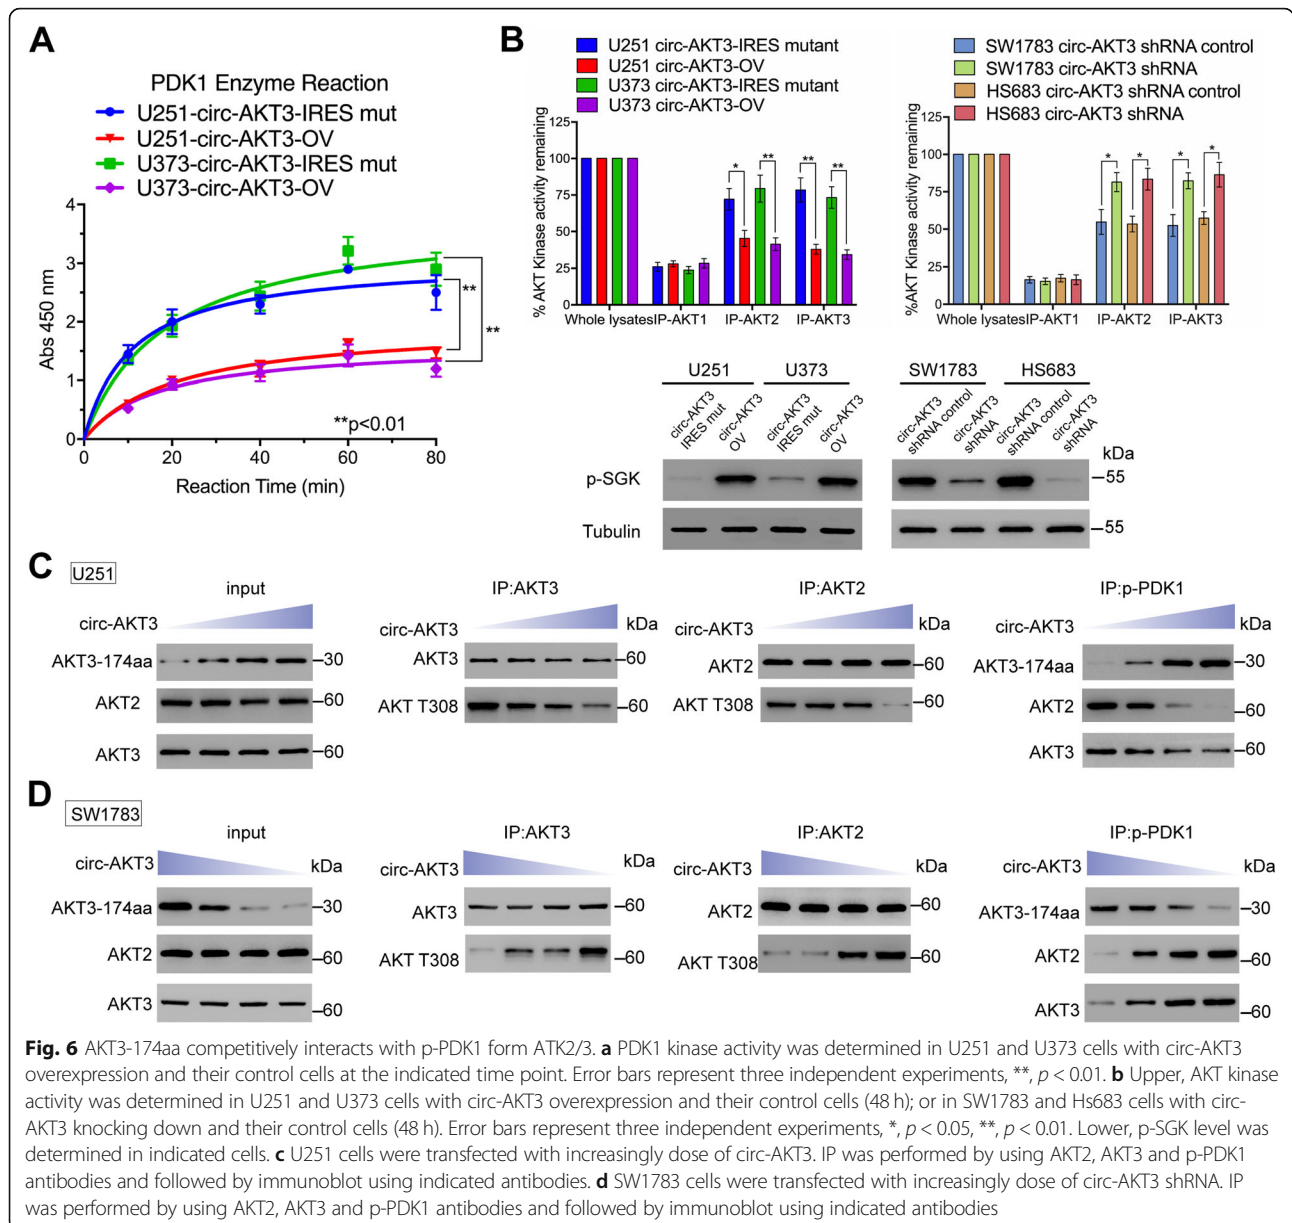 A
PDK1 Enzyme Reaction
U251-circ-AKT3-IRES mut
U251-circ-AKT3-OV
U373-circ-AKT3-IRES mut
U373-circ-AKT3-OV
Abs 450 nm
4
3
2
1
0
**
**
**p<0.01
0 20 40 60 80
Reaction Time (min)
B
U251 circ-AKT3-IRES mutant
U251 circ-AKT3-OV
U373 circ-AKT3-IRES mutant
U373 circ-AKT3-OV
% AKT Kinase activity remaining
100
75
50
25
0
* ** ** **
Whole lysates IP-AKT1 IP-AKT2 IP-AKT3
SW1783 circ-AKT3 shRNA control
SW1783 circ-AKT3 shRNA
HS683 circ-AKT3 shRNA control
HS683 circ-AKT3 shRNA
%AKT Kinase activity remaining
100
75
50
25
0
* * * *
Whole lysates IP-AKT1 IP-AKT2 IP-AKT3
U251 U373 SW1783 HS683
circ-AKT3 IRES mut
circ-AKT3 OV
circ-AKT3 IRES mut
circ-AKT3 OV
circ-AKT3 shRNA control
circ-AKT3 shRNA
circ-AKT3 shRNA control
circ-AKT3 shRNA
kDa
p-SGK –55
Tubulin –55
C
U251
input
circ-AKT3
AKT3-174aa –30
AKT2 –60
AKT3 –60
IP:AKT3
circ-AKT3 kDa
AKT3 –60
AKT T308 –60
IP:AKT2
circ-AKT3 kDa
AKT2 –60
AKT T308 –60
IP:p-PDK1
circ-AKT3 kDa
AKT3-174aa –30
AKT2 –60
AKT3 –60
D
SW1783
input
circ-AKT3 kDa
AKT3-174aa –30
AKT2 –60
AKT3 –60
IP:AKT3
circ-AKT3 kDa
AKT3 –60
AKT T308 –60
IP:AKT2
circ-AKT3 kDa
AKT2 –60
AKT T308 –60
IP:p-PDK1
circ-AKT3 kDa
AKT3-174aa –30
AKT2 –60
AKT3 –60
Fig. 6 AKT3-174aa competitively interacts with p-PDK1 form ATK2/3. a PDK1 kinase activity was determined in U251 and U373 cells with circ-AKT3
overexpression and their control cells at the indicated time point. Error bars represent three independent experiments, **, p < 0.01. b Upper, AKT kinase
activity was determined in U251 and U373 cells with circ-AKT3 overexpression and their control cells (48 h); or in SW1783 and Hs683 cells with circ-
AKT3 knocking down and their control cells (48 h). Error bars represent three independent experiments, *, p < 0.05, **, p < 0.01. Lower, p-SGK level was
determined in indicated cells. c U251 cells were transfected with increasingly dose of circ-AKT. IP was performed by using AKT2, AKT3 and p-PDK1
antibodies and followed by immunoblot using indicated antibodies. d SW1783 cells were transfected with increasingly dose of circ-AKT3 shRNA. IP
was performed by using AKT2, AKT3 and p-PDK1 antibodies and followed by immunoblot using indicated antibodies